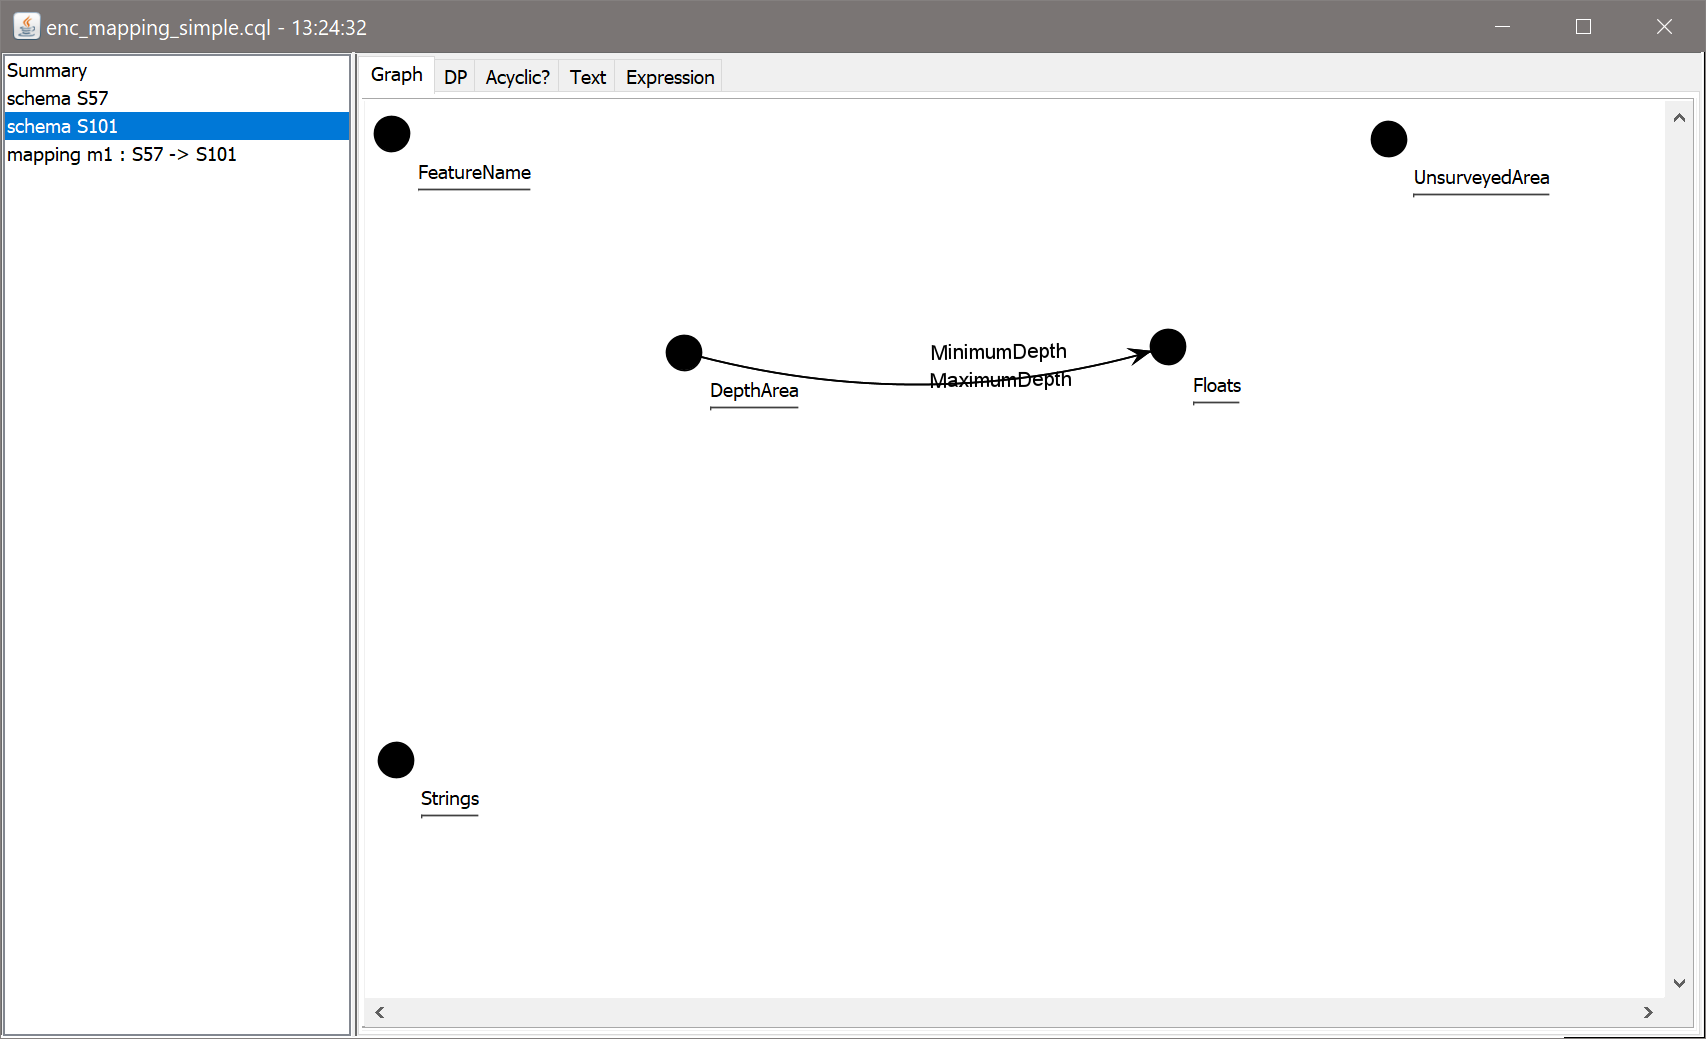 enc_mapping_simple.cql - 13:24:32
Summary
schema S57
schema S101
mapping m1 : S57 -> S101
Graph DP Acyclic? Text Expression
FeatureName
UnsurveyedArea
MinimumDepth
MaximumDepth
DepthArea
Floats
Strings